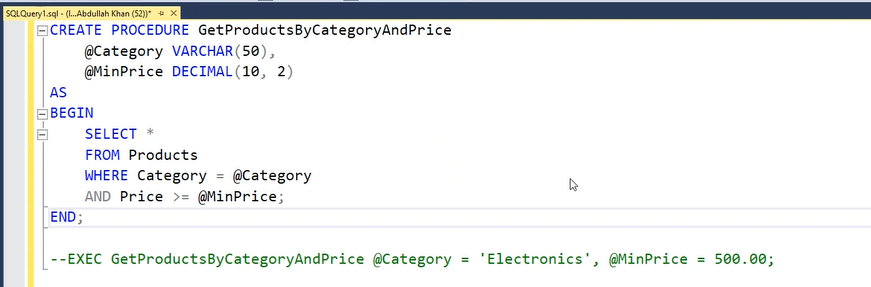 SQLQuery1.sql - (l...Abdullah Khan (52))*
CREATE PROCEDURE GetProductsByCategoryAndPrice
@Category VARCHAR(50),
@MinPrice DECIMAL(10, 2)
AS
BEGIN
SELECT *
FROM Products
WHERE Category = @Category
AND Price >= @MinPrice;
END;
--EXEC GetProductsByCategoryAndPrice @Category = 'Electronics', @MinPrice = 500.00;